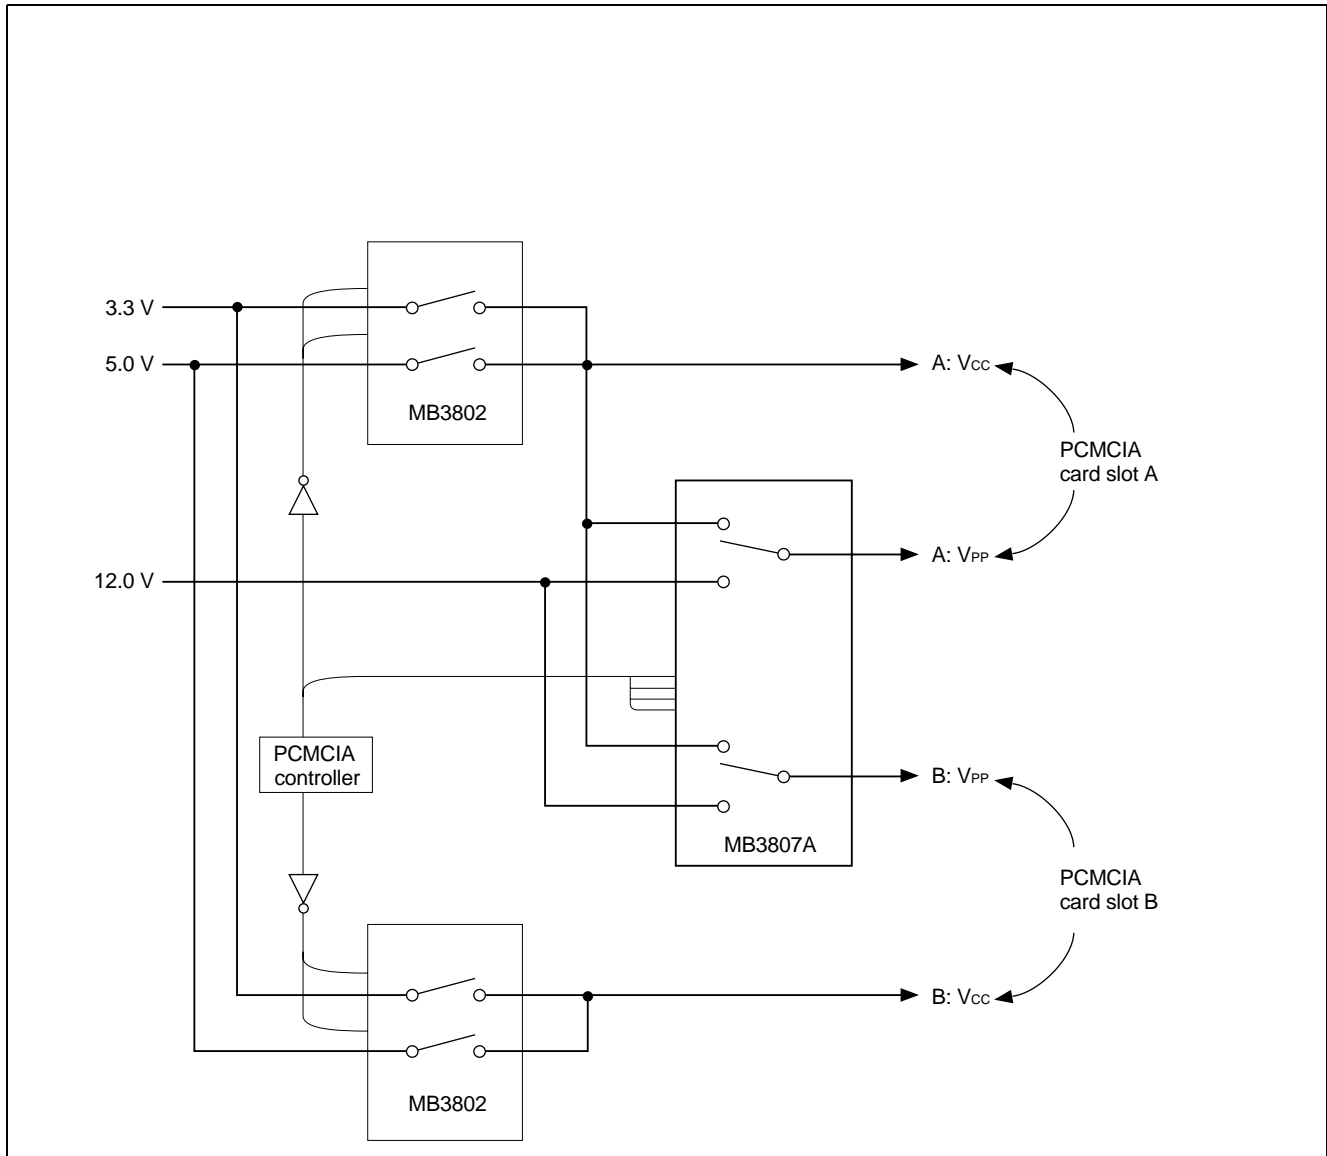 3.3 V
5.0 V
MB3802
A: VCC
PCMCIA
card slot A
A: VPP
12.0 V
PCMCIA
controller
B: VPP
MB3807A
PCMCIA
card slot B
B: VCC
MB3802